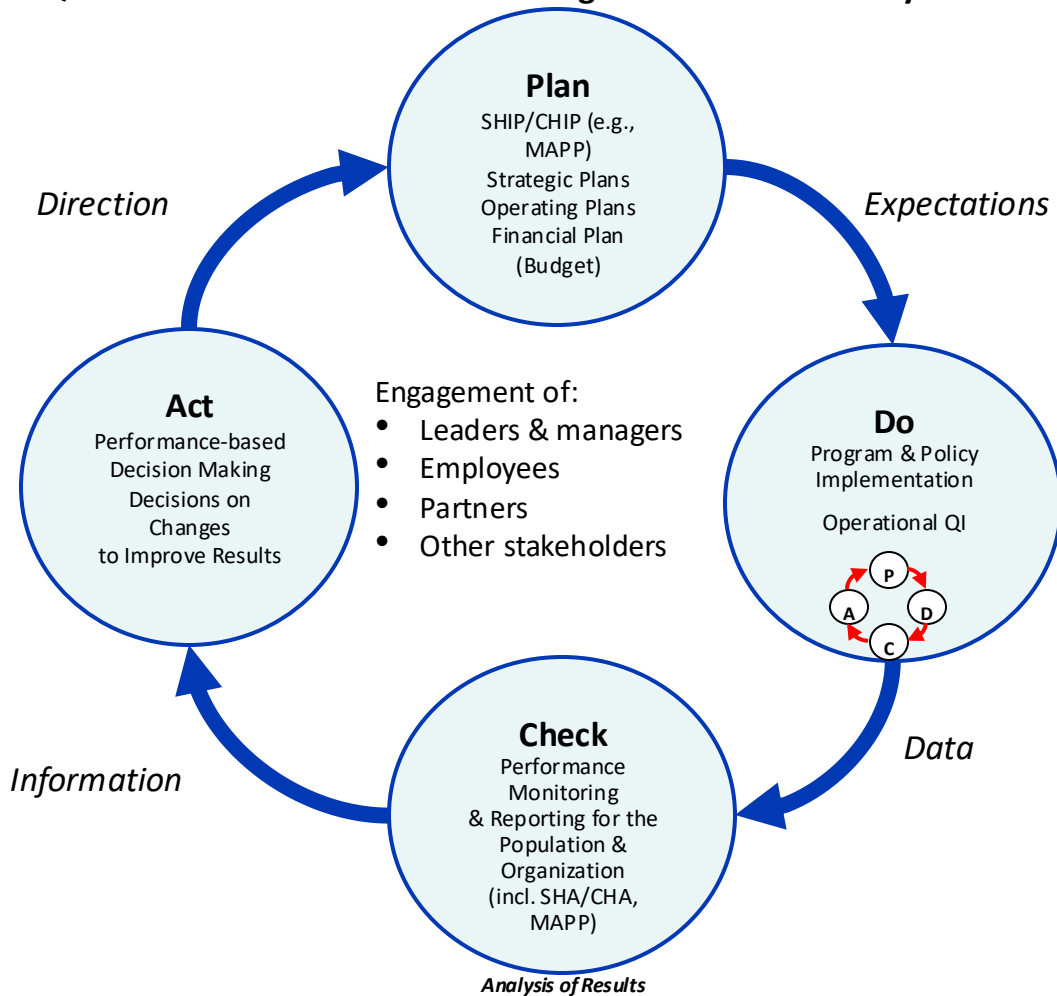 Plan
SHIP/CHIP (e.g.,
MAPP)
Strategic Plans
Operating Plans
Financial Plan
(Budget)
Direction
Expectations
Act
Performance-based
Decision Making
Decisions on
Changes
to Improve Results
Engagement of:
• Leaders & managers
• Employees
• Partners
• Other stakeholders
Do
Program & Policy
Implementation
Operational QI
P
A
D
C
Check
Performance
Monitoring
& Reporting for the
Population &
Organization
(incl. SHA/CHA,
MAPP)
Data
Information
Analysis of Results